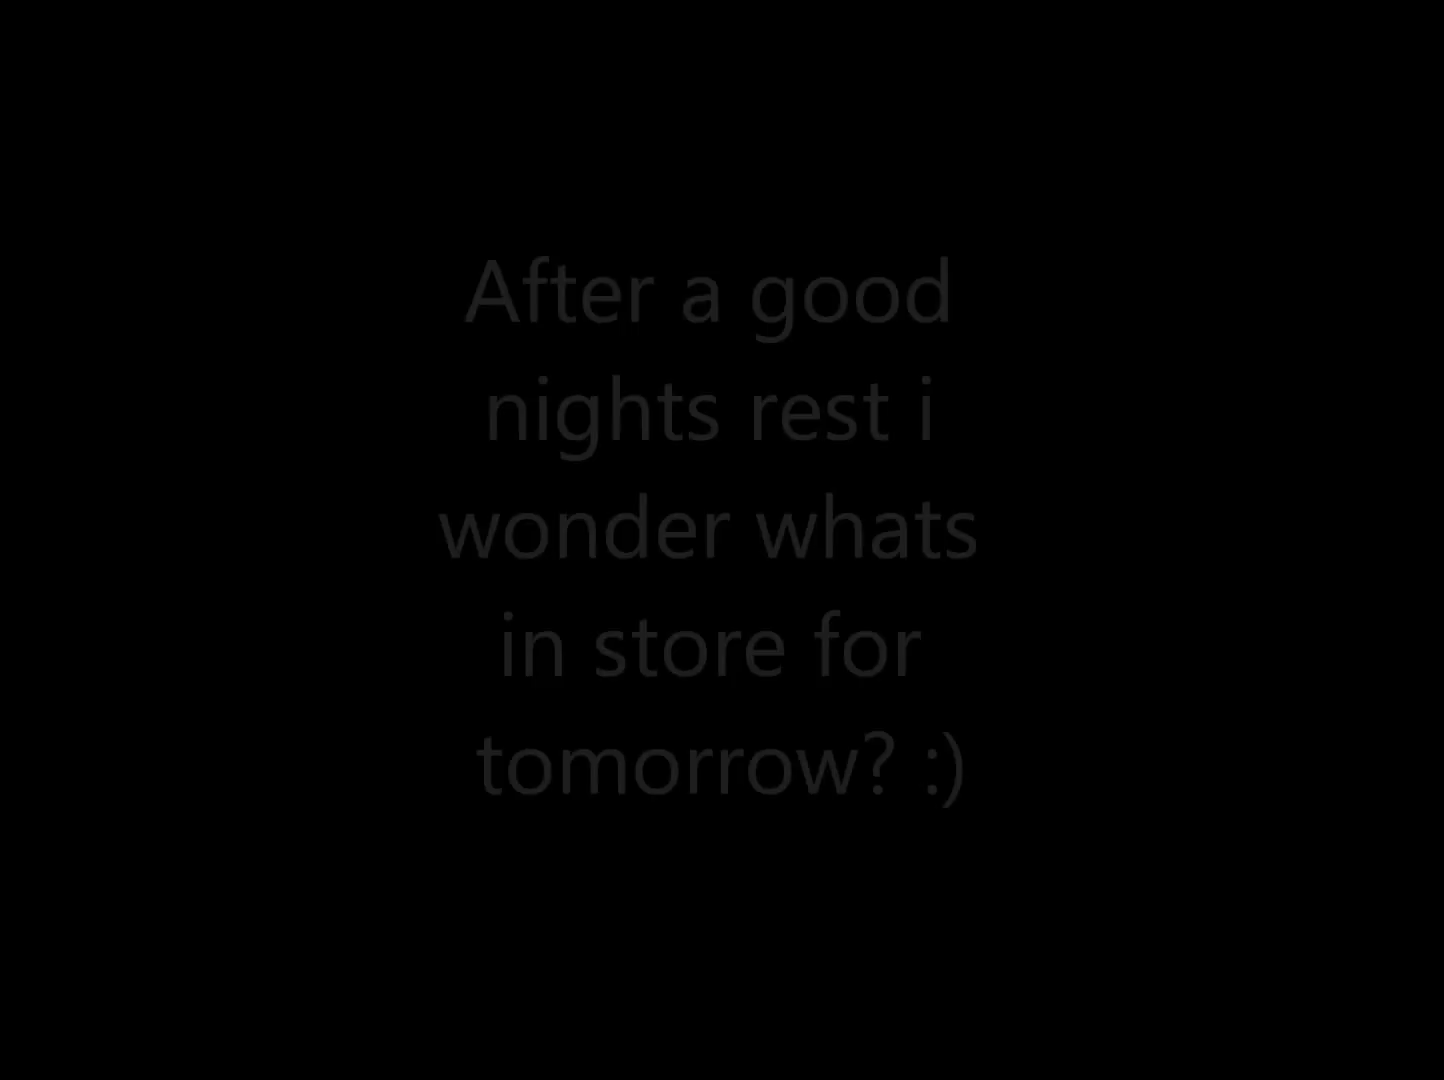 After a good
nights rest i
wonder whats
in store for
tomorrow? :)